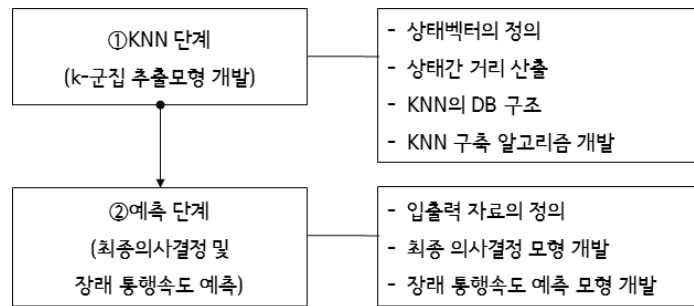 ①KNN 단계
(k-군집 추출모형 개발)
- 상태벡터의 정의
- 상태간 거리 산출
- KNN의 DB 구조
- KNN 구축 알고리즘 개발
②예측 단계
(최종의사결정 및
장래 통행속도 예측)
- 입출력 자료의 정의
- 최종 의사결정 모형 개발
- 장래 통행속도 예측 모형 개발